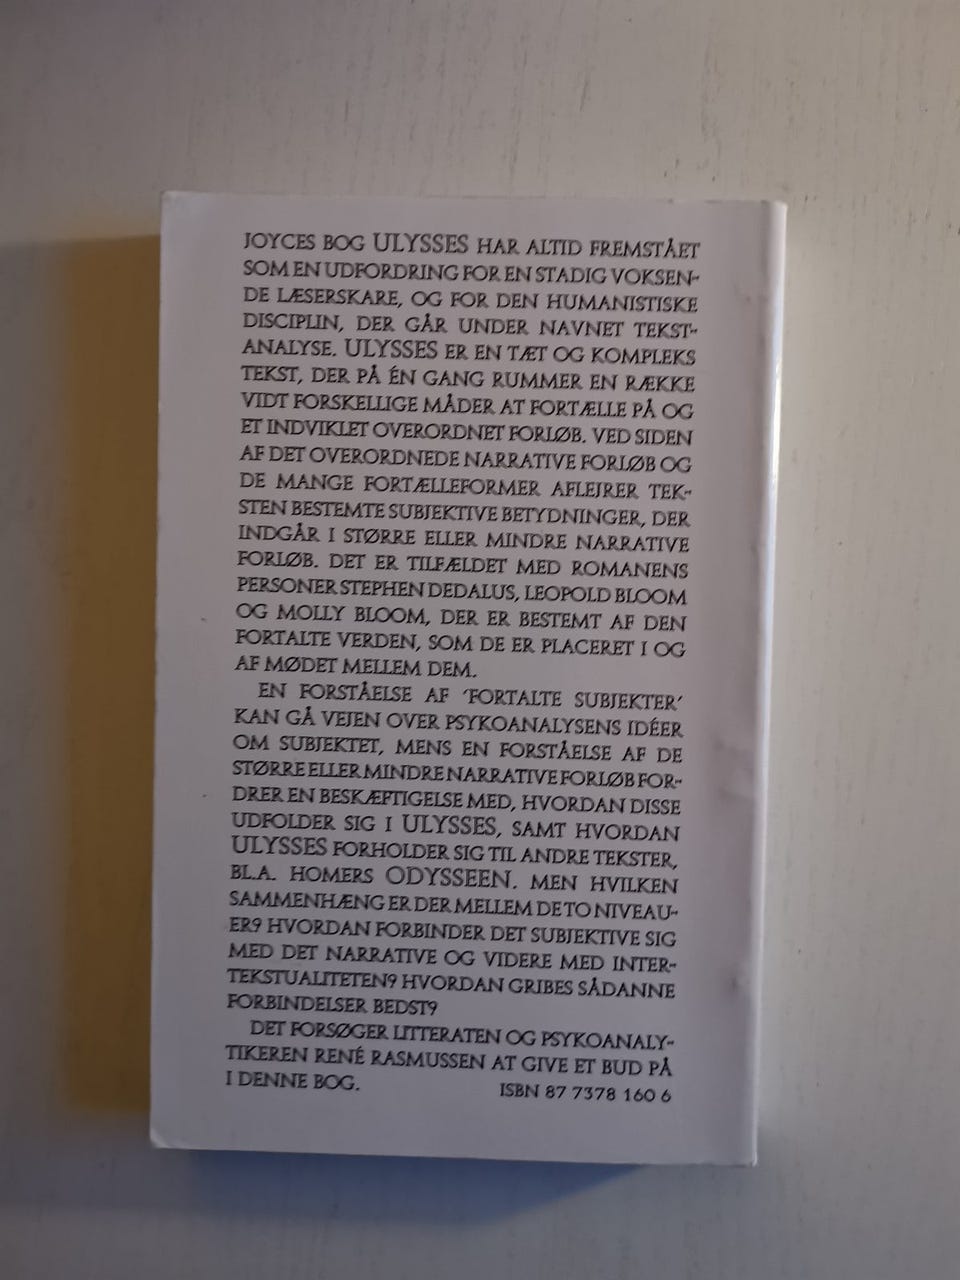 JOYCES BOG ULYSSES HAR ALTID FREMSTÅET
SOM EN UDFORDRING FOR EN STADIG VOKSEN-
DE LÆSERSKARE, OG FOR DEN HUMANISTISKE
DISCIPLIN, DER GÅR UNDER NAVNET TEKST-
ANALYSE. ULYSSES ER EN TÆT OG KOMPLEKS
TEKST, DER PÅ ÉN GANG RUMMER EN RÆKKE
VIDT FORSKELLIGE MÅDER AT FORTÆLLE PÅ OG
ET INDVIKLET OVERORDNET FORLØB. VED SIDEN
AF DET OVERORDNEDE NARRATIVE FORLØB OG
DE MANGE FORTÆLLEFORMER AFLEJRER TEK-
STEN BESTEMTE SUBJEKTIVE BETYDNINGER, DER
INDGÅR I STØRRE ELLER MINDRE NARRATIVE
FORLØB. DET ER TILFÆLDET MED ROMANENS
PERSONER STEPHEN DEDALUS, LEOPOLD BLOOM
OG MOLLY BLOOM, DER ER BESTEMT AF DEN
FORTALTE VERDEN, SOM DE ER PLACERET I OG
AF MØDET MELLEM DEM.
EN FORSTÅELSE AF 'FORTALTE SUBJEKTER'
KAN GÅ VEJEN OVER PSYKOANALYSENS IDÉER
OM SUBJEKTET, MENS EN FORSTÅELSE AF DE
STØRRE ELLER MINDRE NARRATIVE FORLØB FOR-
DRER EN BESKÆFTIGELSE MED, HVORDAN DISSE
UDFOLDER SIG I ULYSSES, SAMT HVORDAN
ULYSSES FORHOLDER SIG TIL ANDRE TEKSTER,
BL.A. HOMERS ODYSSEEN. MEN HVILKEN
SAMMENHÆNG ER DER MELLEM DE TO NIVEAU-
ER? HVORDAN FORBINDER DET SUBJEKTIVE SIG
MED DET NARRATIVE OG VIDERE MED INTER-
TEKSTUALITETEN? HVORDAN GRIBES SÅDANNE
FORBINDELSER BEDST?
DET FORSØGER LITTERATEN OG PSYKOANALY-
TIKEREN RENÉ RASMUSSEN AT GIVE ET BUD PÅ
I DENNE BOG. ISBN 87 7378 160 6